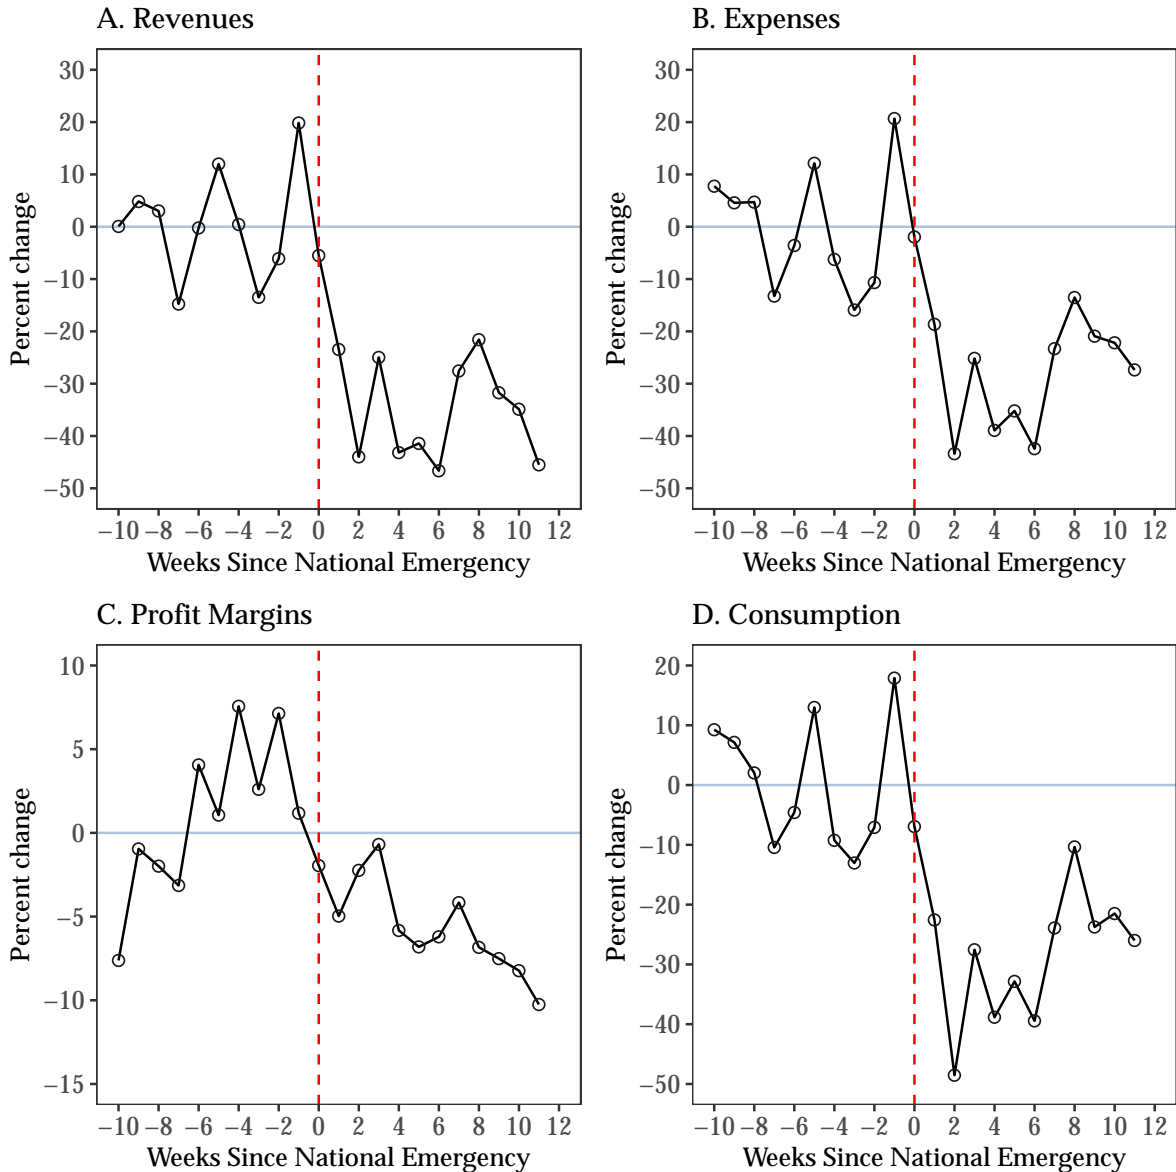 A. Revenues
30
20
10
0
−10
−20
−30
−40
−50
Percent change
−10 −8 −6 −4 −2 0 2 4 6 8 10 12
Weeks Since National Emergency
B. Expenses
30
20
10
0
−10
−20
−30
−40
−50
Percent change
−10 −8 −6 −4 −2 0 2 4 6 8 10 12
Weeks Since National Emergency
C. Profit Margins
10
5
0
−5
−10
−15
Percent change
−10 −8 −6 −4 −2 0 2 4 6 8 10 12
Weeks Since National Emergency
D. Consumption
20
10
0
−10
−20
−30
−40
−50
Percent change
−10 −8 −6 −4 −2 0 2 4 6 8 10 12
Weeks Since National Emergency